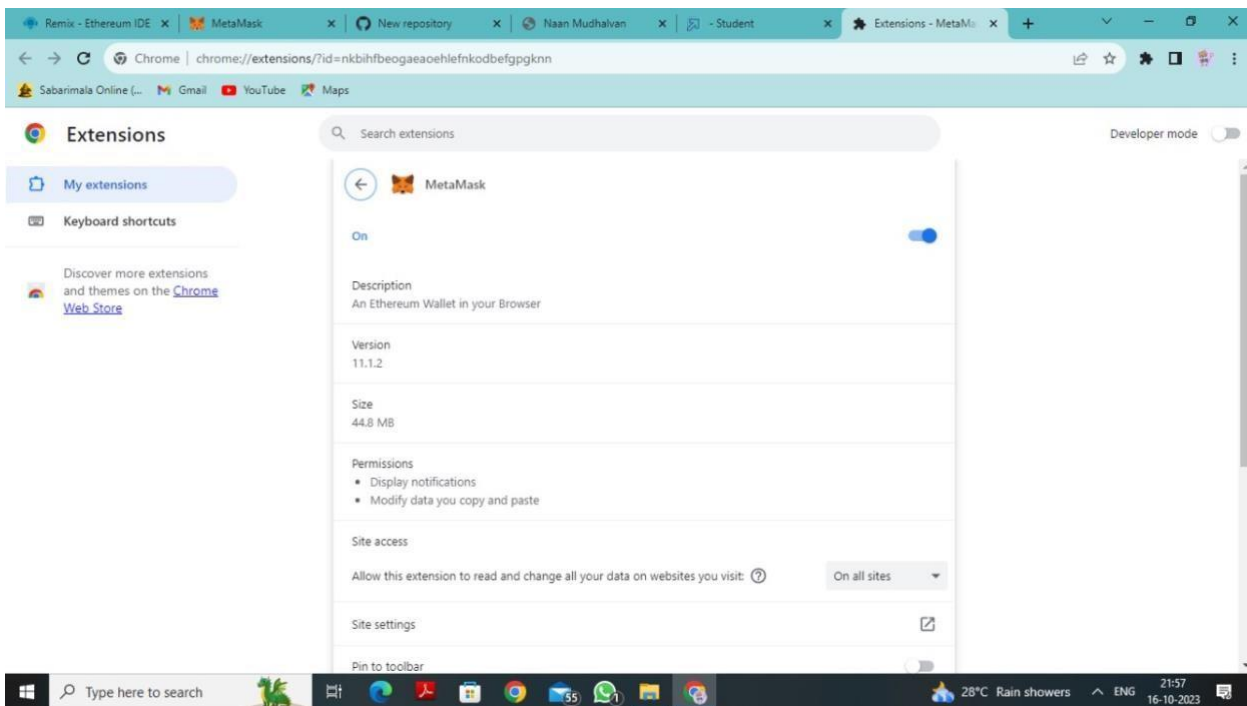 Remix - Ethereum IDE
MetaMask
New repository
Naan Mudhalvan
- Student
Extensions - MetaMa
Chrome | chrome://extensions/?id=nkbihfbeogaeaoehlefnkodbefgpgknn
Sabarimala Online (...
Gmail
YouTube
Maps
Extensions
Search extensions
Developer mode
My extensions
Keyboard shortcuts
Discover more extensions
and themes on the Chrome
Web Store
MetaMask
On
Description
An Ethereum Wallet in your Browser
Version
11.1.2
Size
44.8 MB
Permissions
• Display notifications
• Modify data you copy and paste
Site access
Allow this extension to read and change all your data on websites you visit:
On all sites
Site settings
Pin to toolbar
Type here to search
55
1
28°C Rain showers
ENG
21:57
16-10-2023